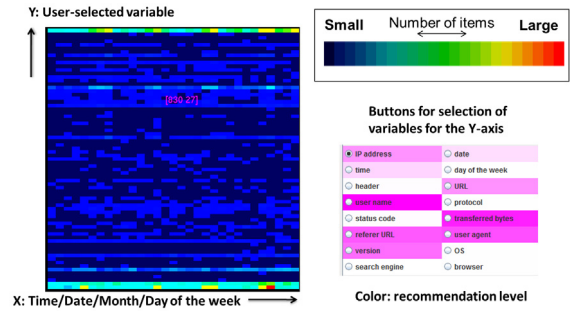 Y: User-selected variable
[830 27]
X: Time/Date/Month/Day of the week
Small Number of items Large
Buttons for selection of
variables for the Y-axis
IP address date
time day of the week
header URL
user name protocol
status code transferred bytes
referer URL user agent
version OS
search engine browser
Color: recommendation level